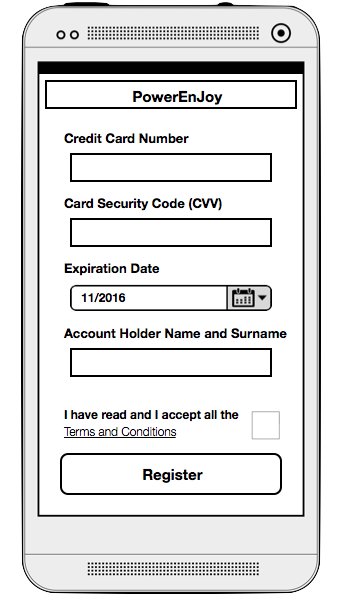 PowerEnJoy
Credit Card Number
Card Security Code (CVV)
Expiration Date
11/2016
Account Holder Name and Surname
I have read and I accept all the
Terms and Conditions
Register